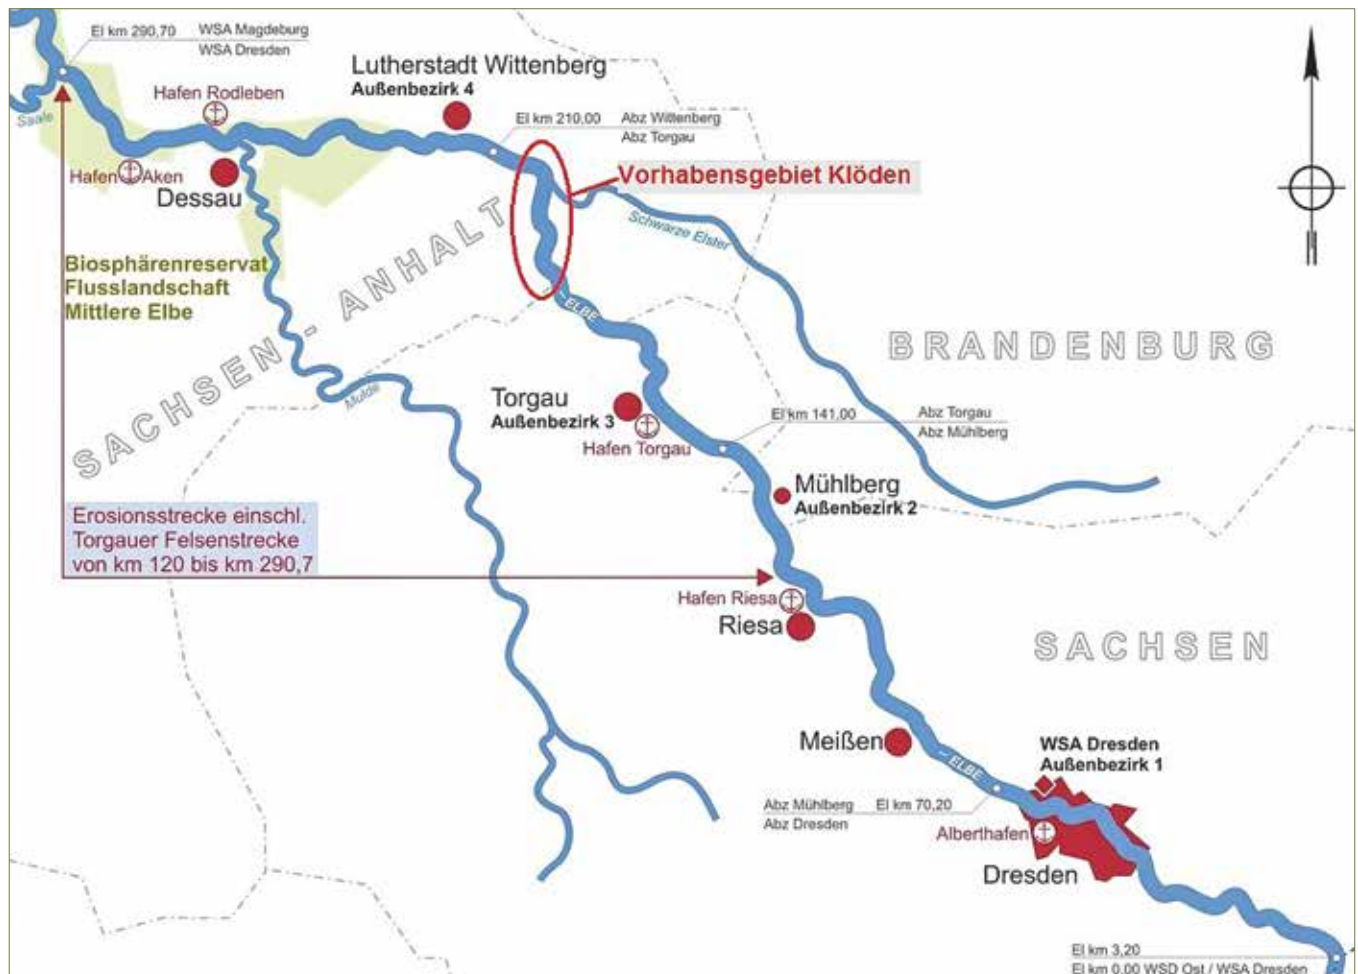 El km 290,70 WSA Magdeburg
WSA Dresden
Lutherstadt Wittenberg
Außenbezirk 4
Hafen Rodleben
El km 210,00 Abz Wittenberg
Abz Torgau
Saale
Hafen Aken
Dessau
Vorhabensgebiet Klöden
Schwarze Elster
Biosphärenreservat
Flusslandschaft
Mittlere Elbe
SACHSEN-ANHALT
ELBE
BRANDENBURG
Mulde
Torgau
Außenbezirk 3
Hafen Torgau
El km 141,00 Abz Torgau
Abz Mühlberg
Mühlberg
Außenbezirk 2
Erosionsstrecke einschl.
Torgauer Felsenstrecke
von km 120 bis km 290,7
Hafen Riesa
Riesa
SACHSEN
Meißen
ELBE
WSA Dresden
Außenbezirk 1
Abz Mühlberg El km 70,20
Abz Dresden
Alberthafen
Dresden
El km 3,20
El km 0,00 WSD Ost / WSA Dresden
N